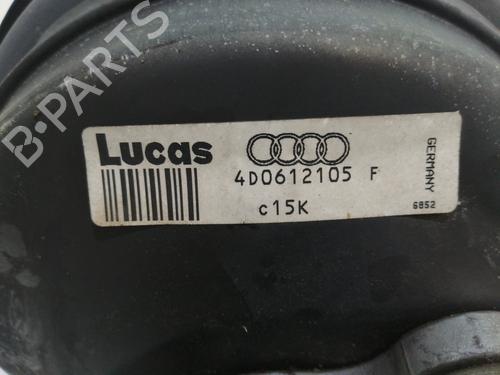 B-PARTS
Lucas
4D0612105 F
c15K
GERMANY
6852